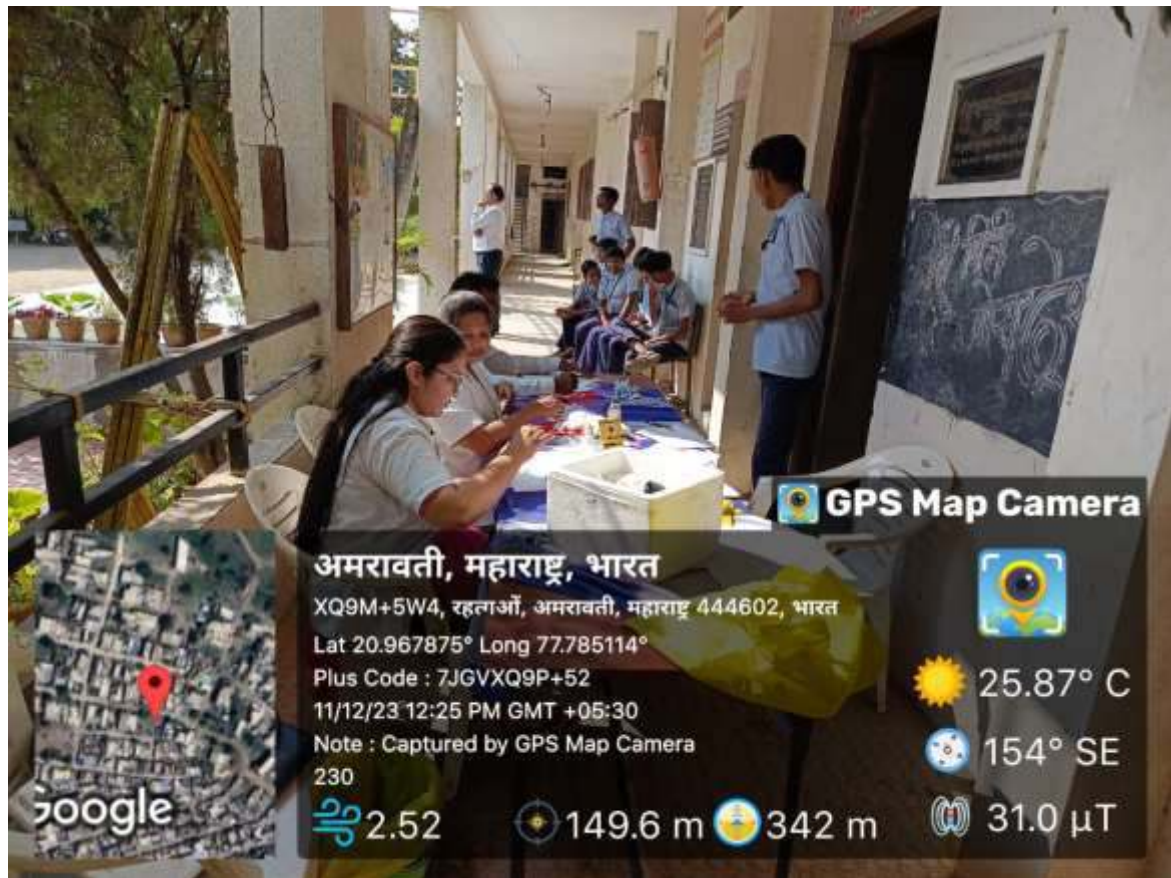 GPS Map Camera
अमरावती, महाराष्ट्र, भारत
XQ9M+5W4, रहत्गाओं, अमरावती, महाराष्ट्र 444602, भारत
Lat 20.967875° Long 77.785114°
Plus Code : 7JGVXQ9P+52
11/12/23 12:25 PM GMT +05:30
Note : Captured by GPS Map Camera
230
Google
2.52
149.6 m
342 m
25.87° C
154° SE
31.0 µT